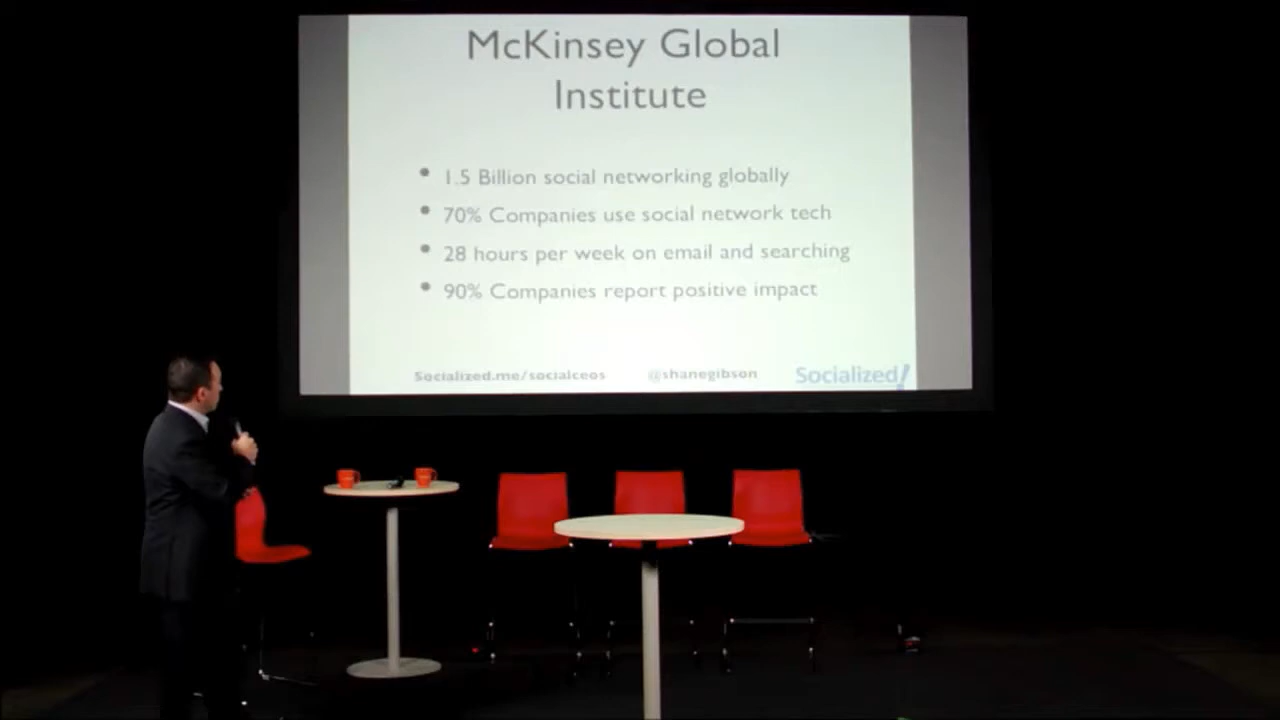 McKinsey Global
Institute
• 1.5 Billion social networking globally
• 70% Companies use social network tech
• 28 hours per week on email and searching
• 90% Companies report positive impact
Socialized.me/socialceos @shanegibson Socialized!